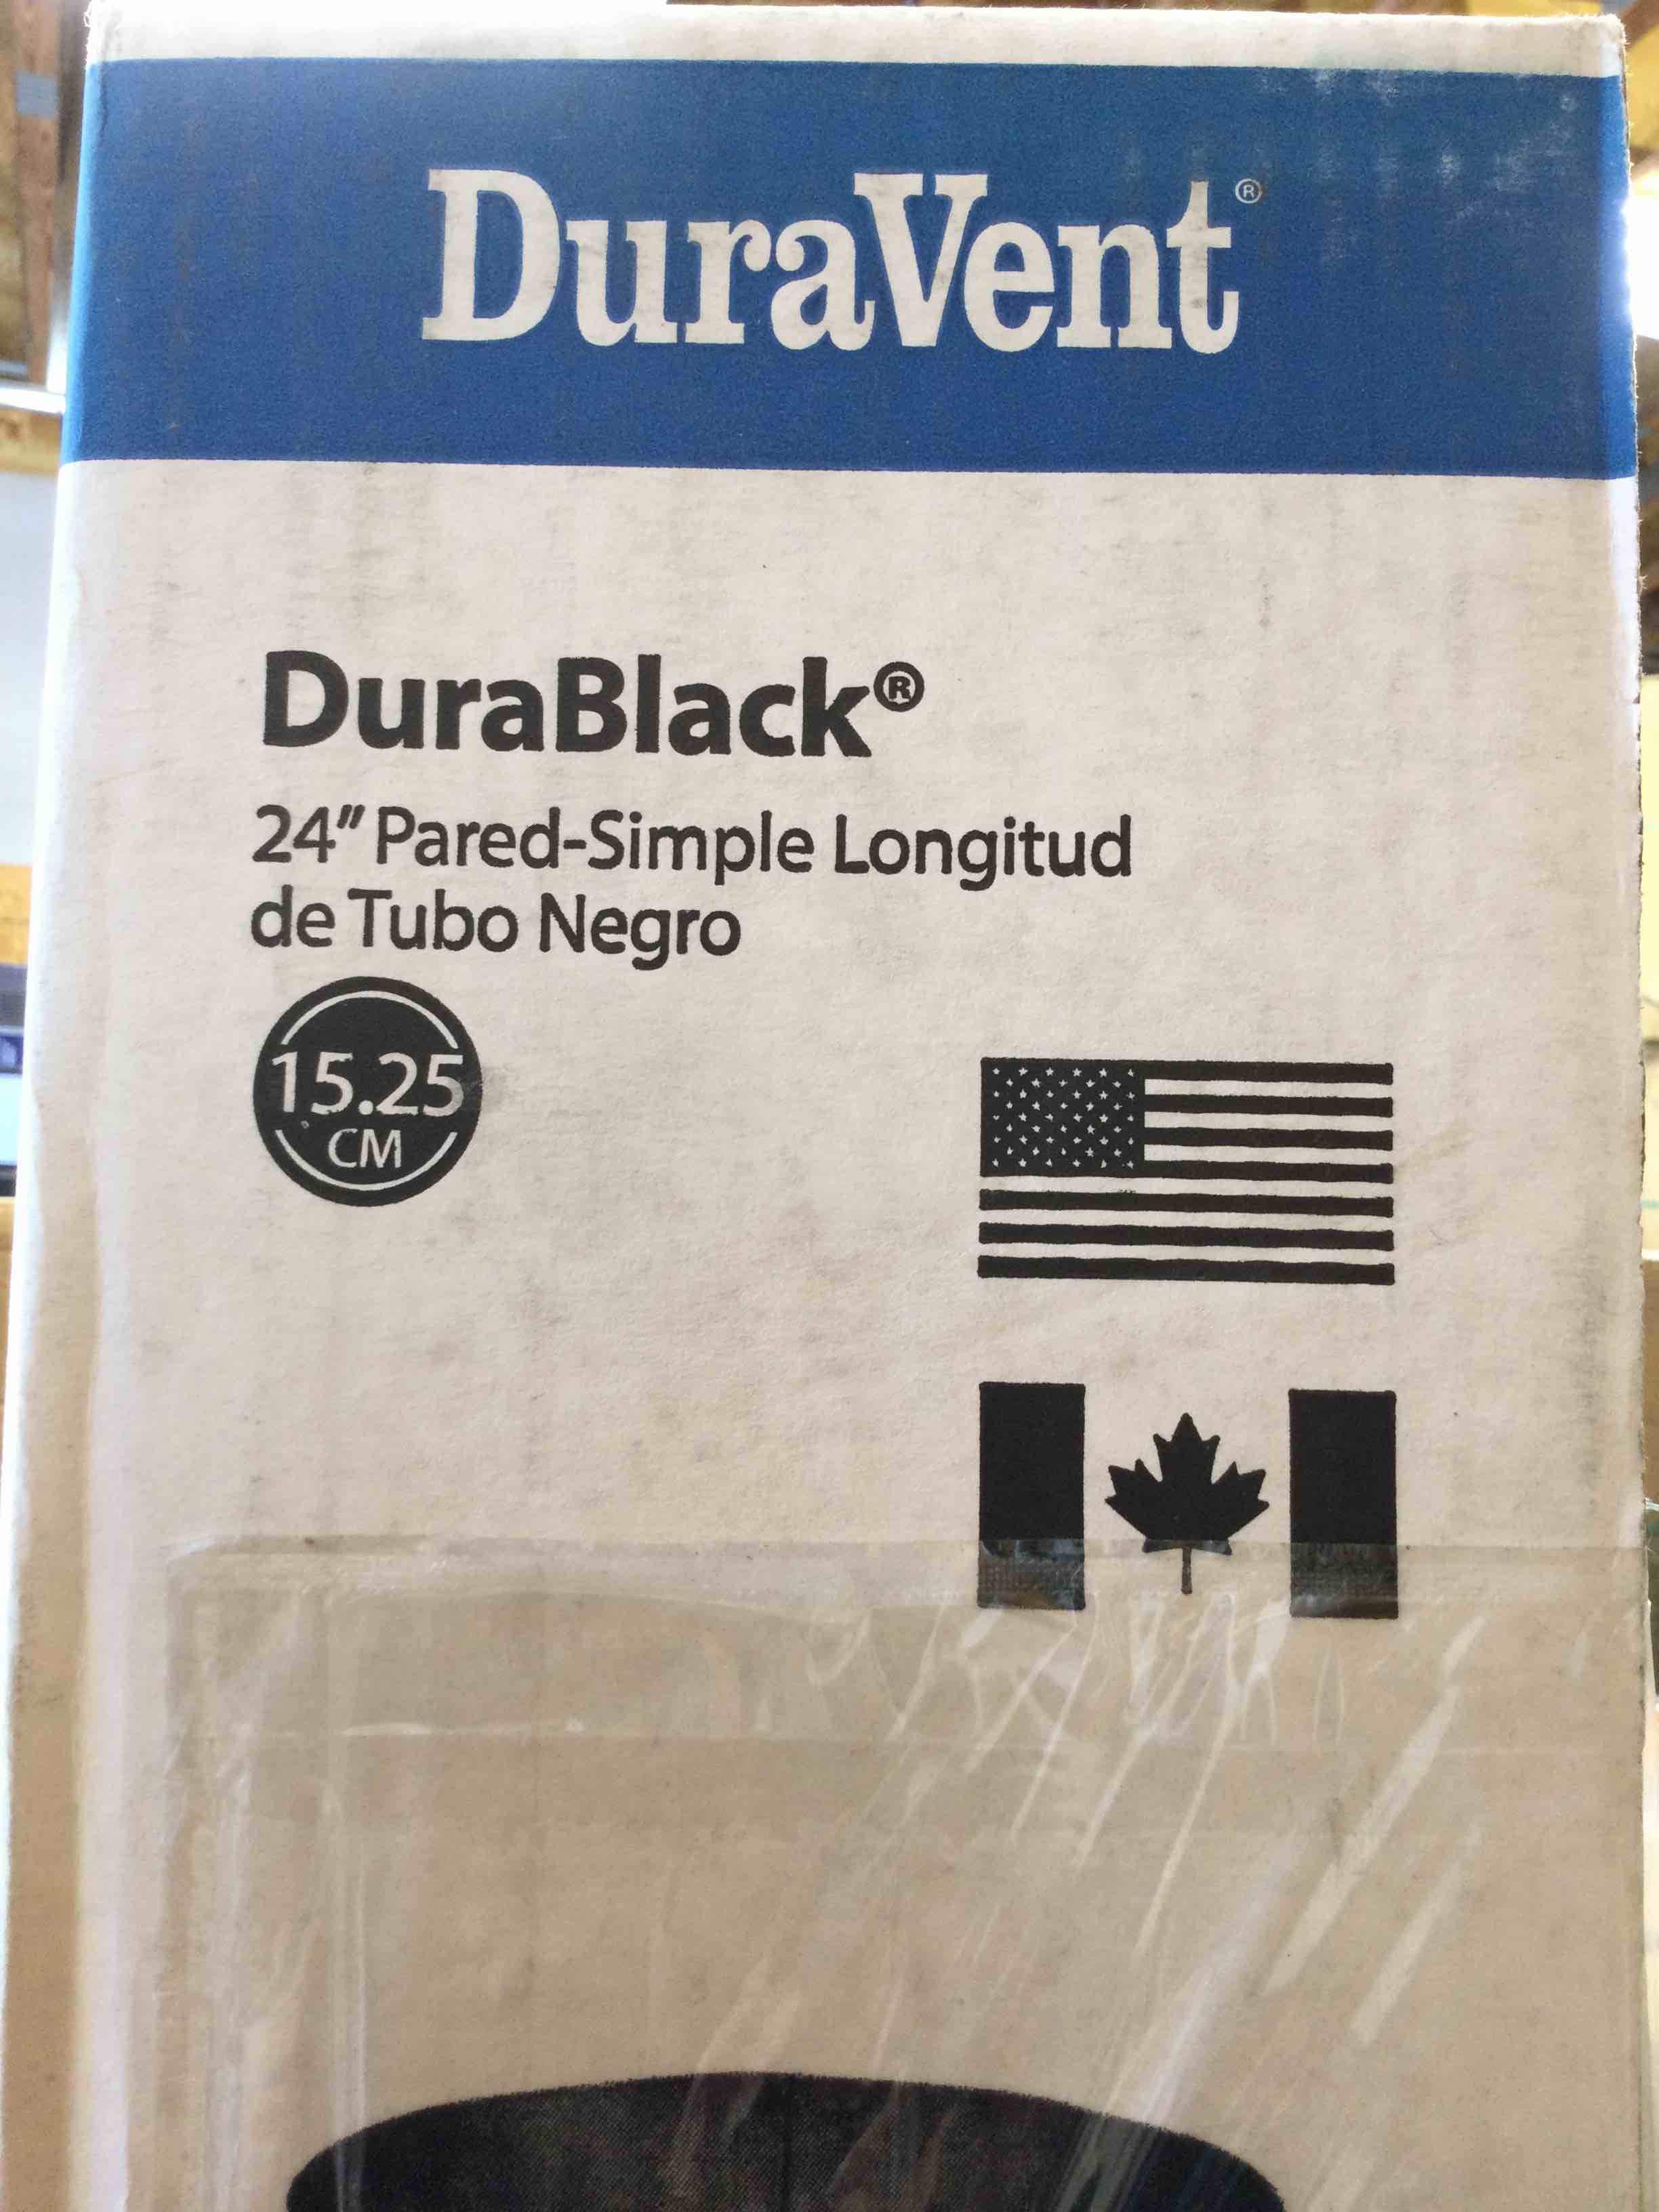 DuraVent®
DuraBlack®
24" Pared-Simple Longitud
de Tubo Negro
15.25
CM